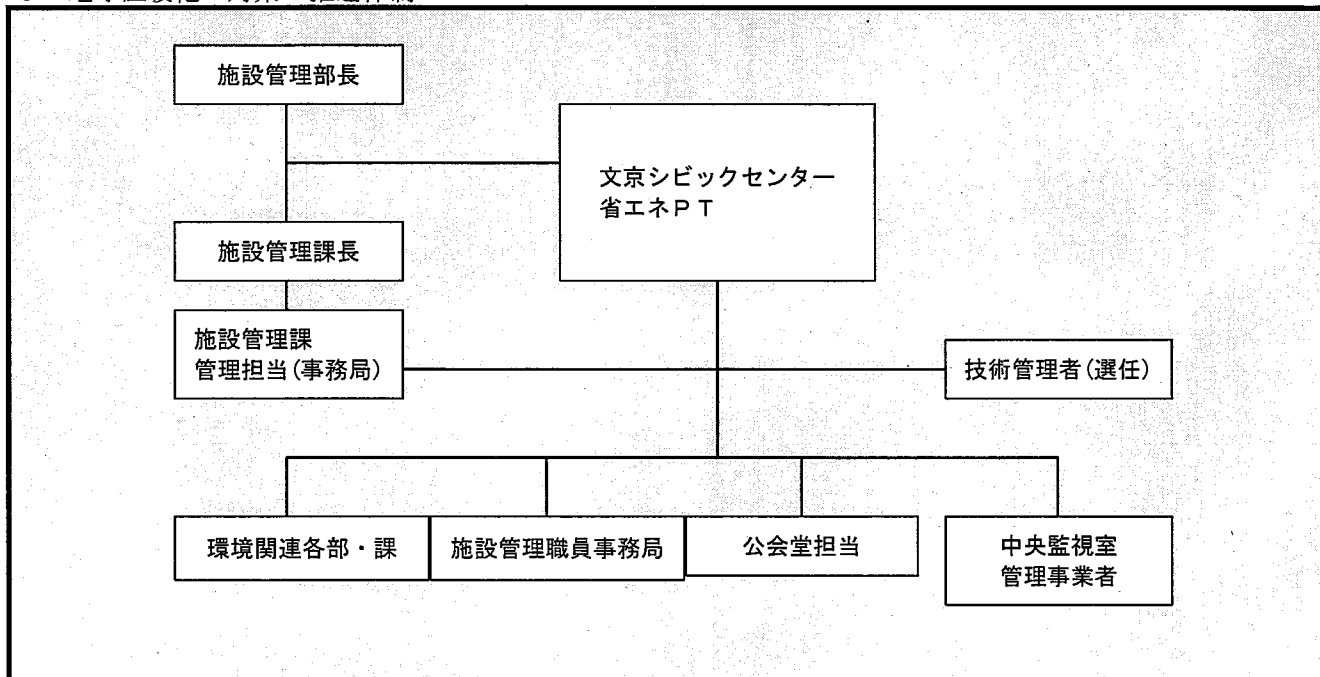 施設管理部長
文京シビックセンター
省エネPT
施設管理課長
施設管理課
管理担当(事務局)
技術管理者(選任)
環境関連各部・課
施設管理職員事務局
公会堂担当
中央監視室
管理事業者